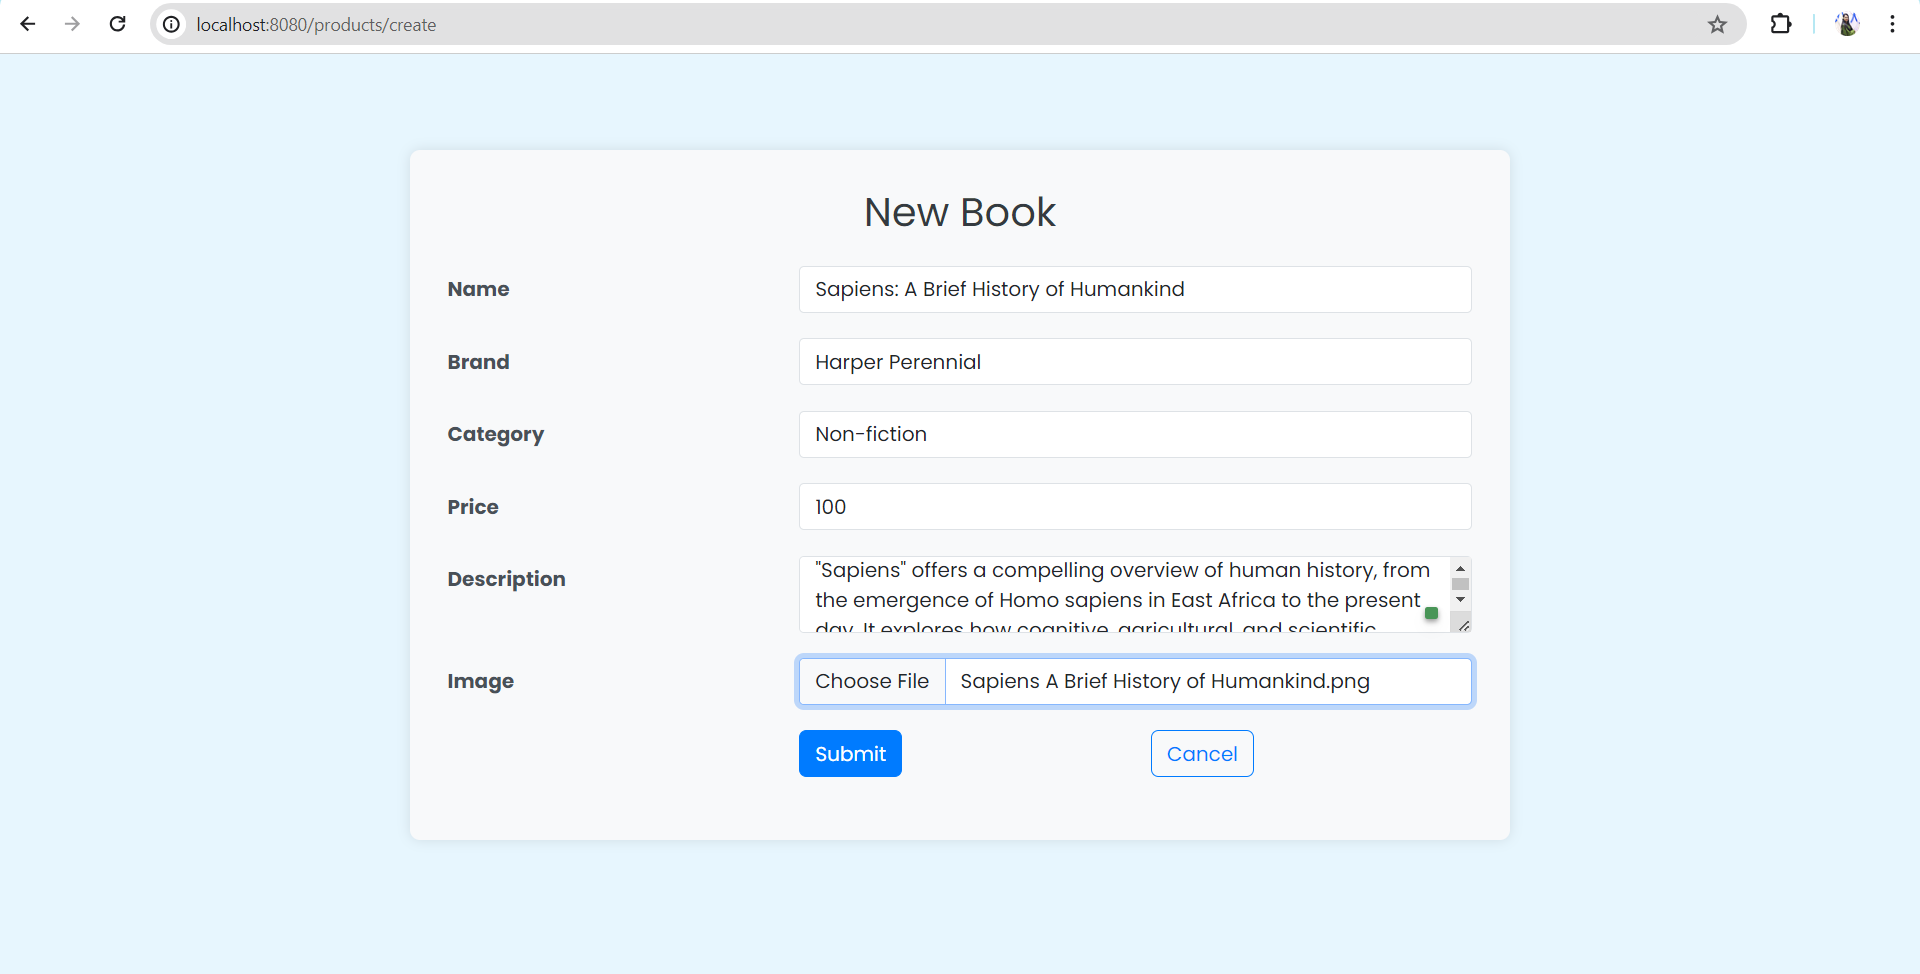 localhost:8080/products/create
New Book
Name
Sapiens: A Brief History of Humankind
Brand
Harper Perennial
Category
Non-fiction
Price
100
Description
"Sapiens" offers a compelling overview of human history, from
the emergence of Homo sapiens in East Africa to the present
day. It explores how cognitive, agricultural, and scientific
Image
Choose File Sapiens A Brief History of Humankind.png
Submit Cancel